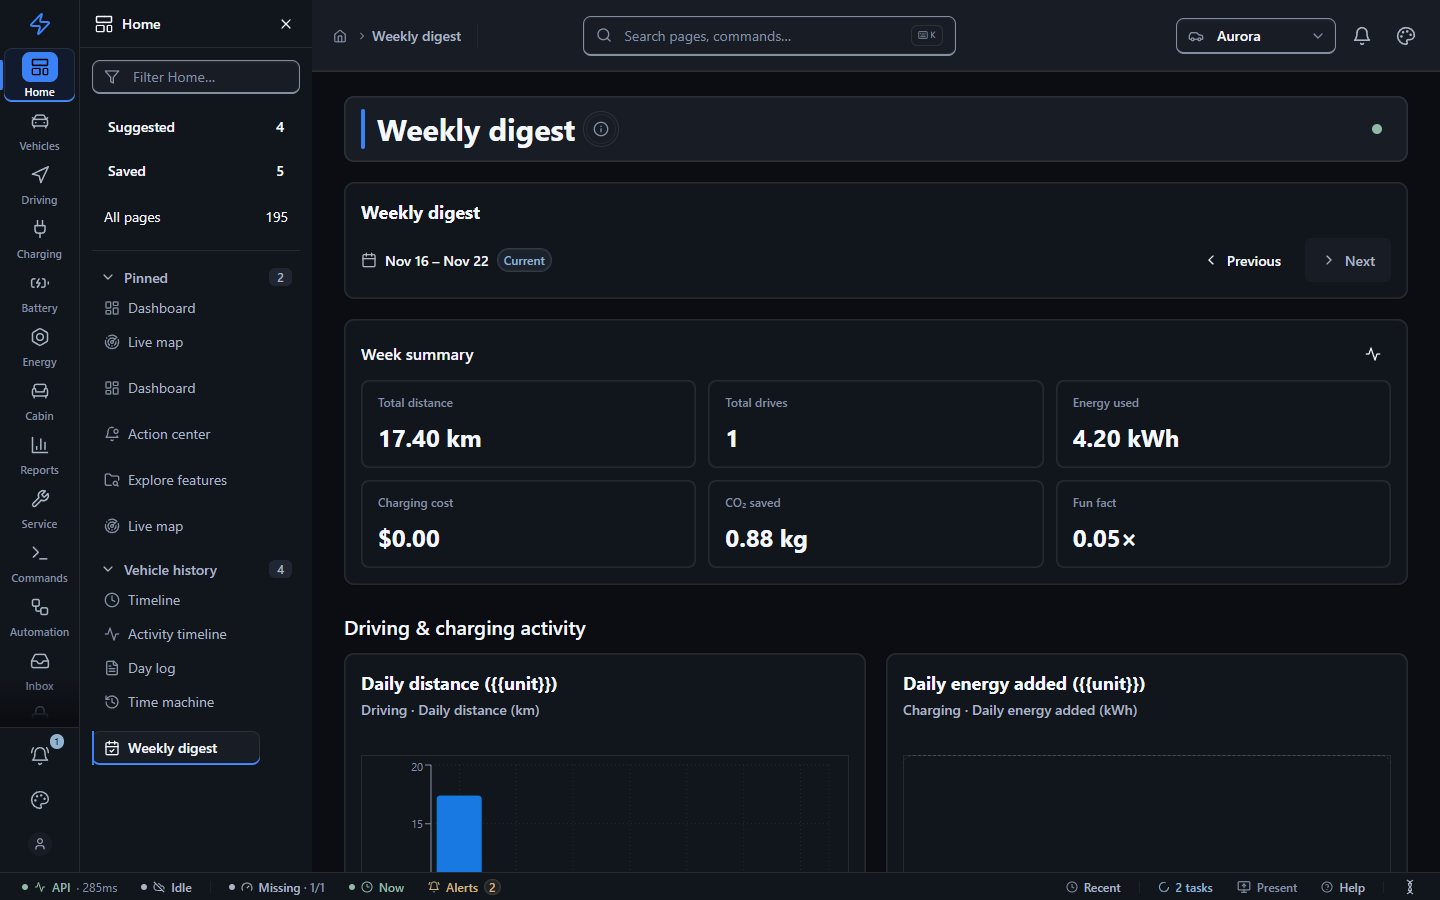 Home
Weekly digest
Search pages, commands...
K
Aurora
Home
Vehicles
Driving
Charging
Battery
Energy
Cabin
Reports
Service
Commands
Automation
Inbox
1
Filter Home...
Suggested 4
Saved 5
All pages 195
Pinned 2
Dashboard
Live map
Dashboard
Action center
Explore features
Live map
Vehicle history 4
Timeline
Activity timeline
Day log
Time machine
Weekly digest
Weekly digest
Weekly digest
Nov 16 – Nov 22 Current
Previous
Next
Week summary
Total distance
17.40 km
Total drives
1
Energy used
4.20 kWh
Charging cost
$0.00
CO₂ saved
0.88 kg
Fun fact
0.05×
Driving & charging activity
Daily distance ({{unit}})
Driving · Daily distance (km)
20
15
Daily energy added ({{unit}})
Charging · Daily energy added (kWh)
API · 285ms
Idle
Missing · 1/1
Now
Alerts 2
Recent
2 tasks
Present
Help